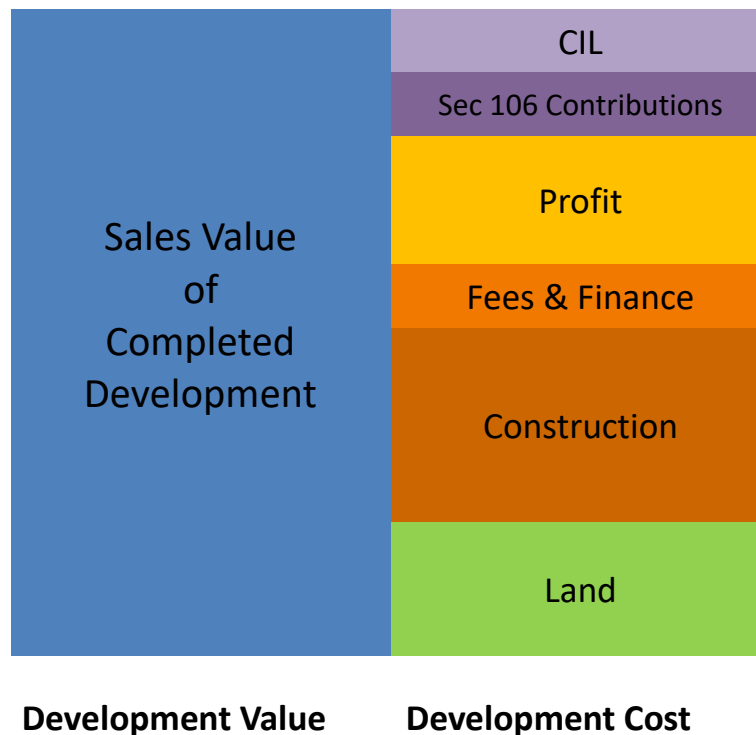 Sales Value
of
Completed
Development
CIL
Sec 106 Contributions
Profit
Fees & Finance
Construction
Land
Development Value
Development Cost